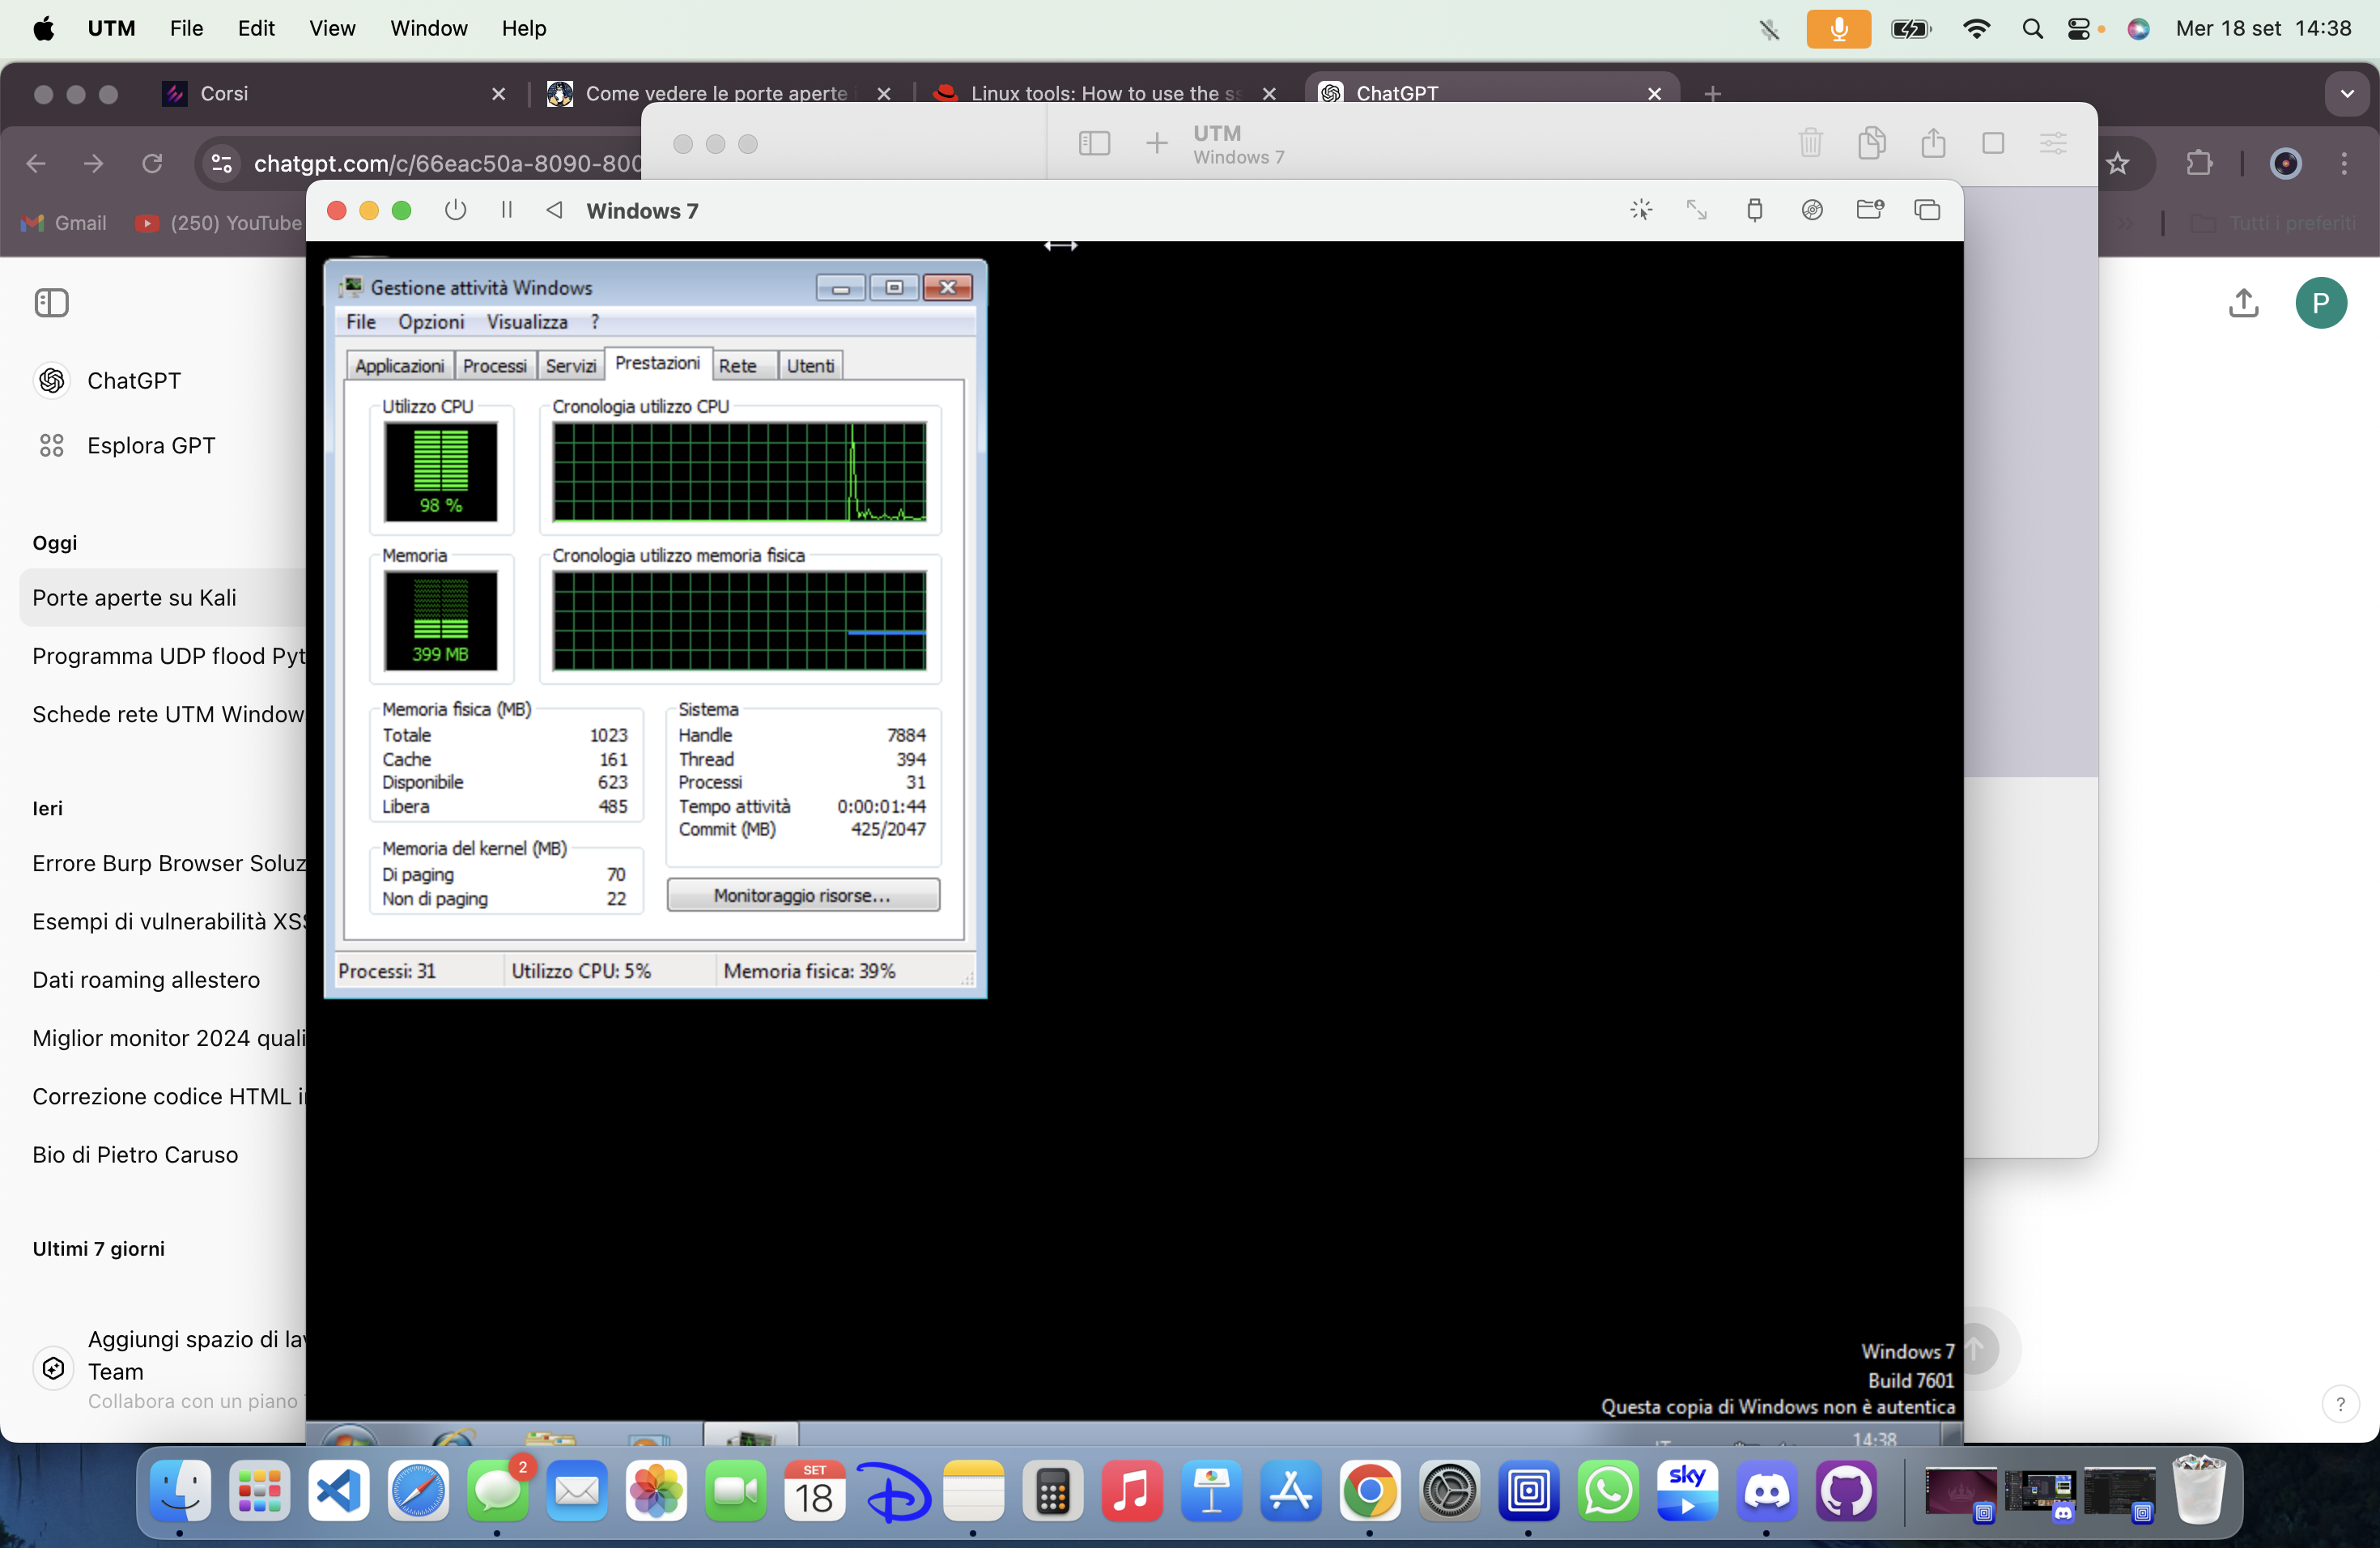 UTM File Edit View Window Help
Mer 18 set 14:38
Corsi
Come vedere le porte aperte
Linux tools: How to use the ss
ChatGPT
chatgpt.com/c/66eac50a-8090-800
UTM
Windows 7
Gmail
(250) YouTube
Tutti i preferiti
Windows 7
ChatGPT
Esplora GPT
Oggi
Porte aperte su Kali
Programma UDP flood Pyt
Schede rete UTM Window
Ieri
Errore Burp Browser Soluz
Esempi di vulnerabilità XSS
Dati roaming allestero
Miglior monitor 2024 quali
Correzione codice HTML in
Bio di Pietro Caruso
Ultimi 7 giorni
Aggiungi spazio di lav
Team
Collabora con un piano
P
Gestione attività Windows
File Opzioni Visualizza ?
Applicazioni Processi Servizi Prestazioni Rete Utenti
Utilizzo CPU
98 %
Cronologia utilizzo CPU
Memoria
399 MB
Cronologia utilizzo memoria fisica
Memoria fisica (MB)
Totale 1023
Cache 161
Disponibile 623
Libera 485
Memoria del kernel (MB)
Di paging 70
Non di paging 22
Sistema
Handle 7884
Thread 394
Processi 31
Tempo attività 0:00:01:44
Commit (MB) 425/2047
Monitoraggio risorse...
Processi: 31 Utilizzo CPU: 5% Memoria fisica: 39%
Windows 7
Build 7601
Questa copia di Windows non è autentica
14:38
?
2
SET
18
sky